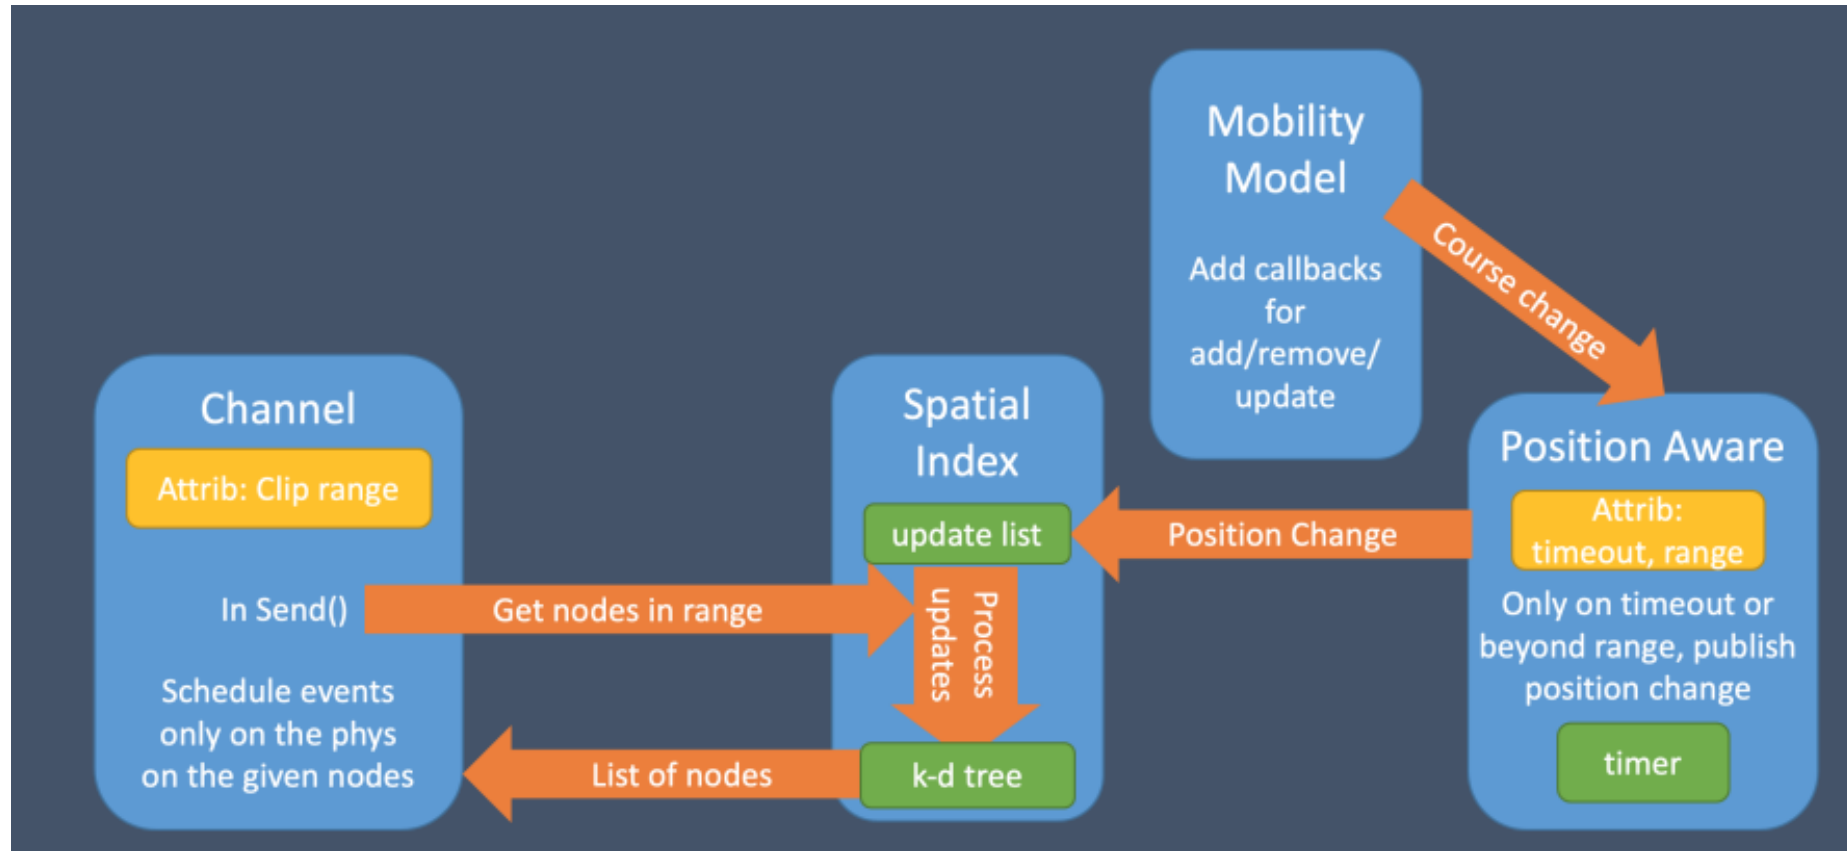 Mobility
Model
Add callbacks
for
add/remove/
update
Course change
Channel
Attrib: Clip range
In Send()
Schedule events
only on the phys
on the given nodes
Get nodes in range
List of nodes
Spatial
Index
update list
Process
updates
k-d tree
Position Change
Position Aware
Attrib:
timeout, range
Only on timeout or
beyond range, publish
position change
timer